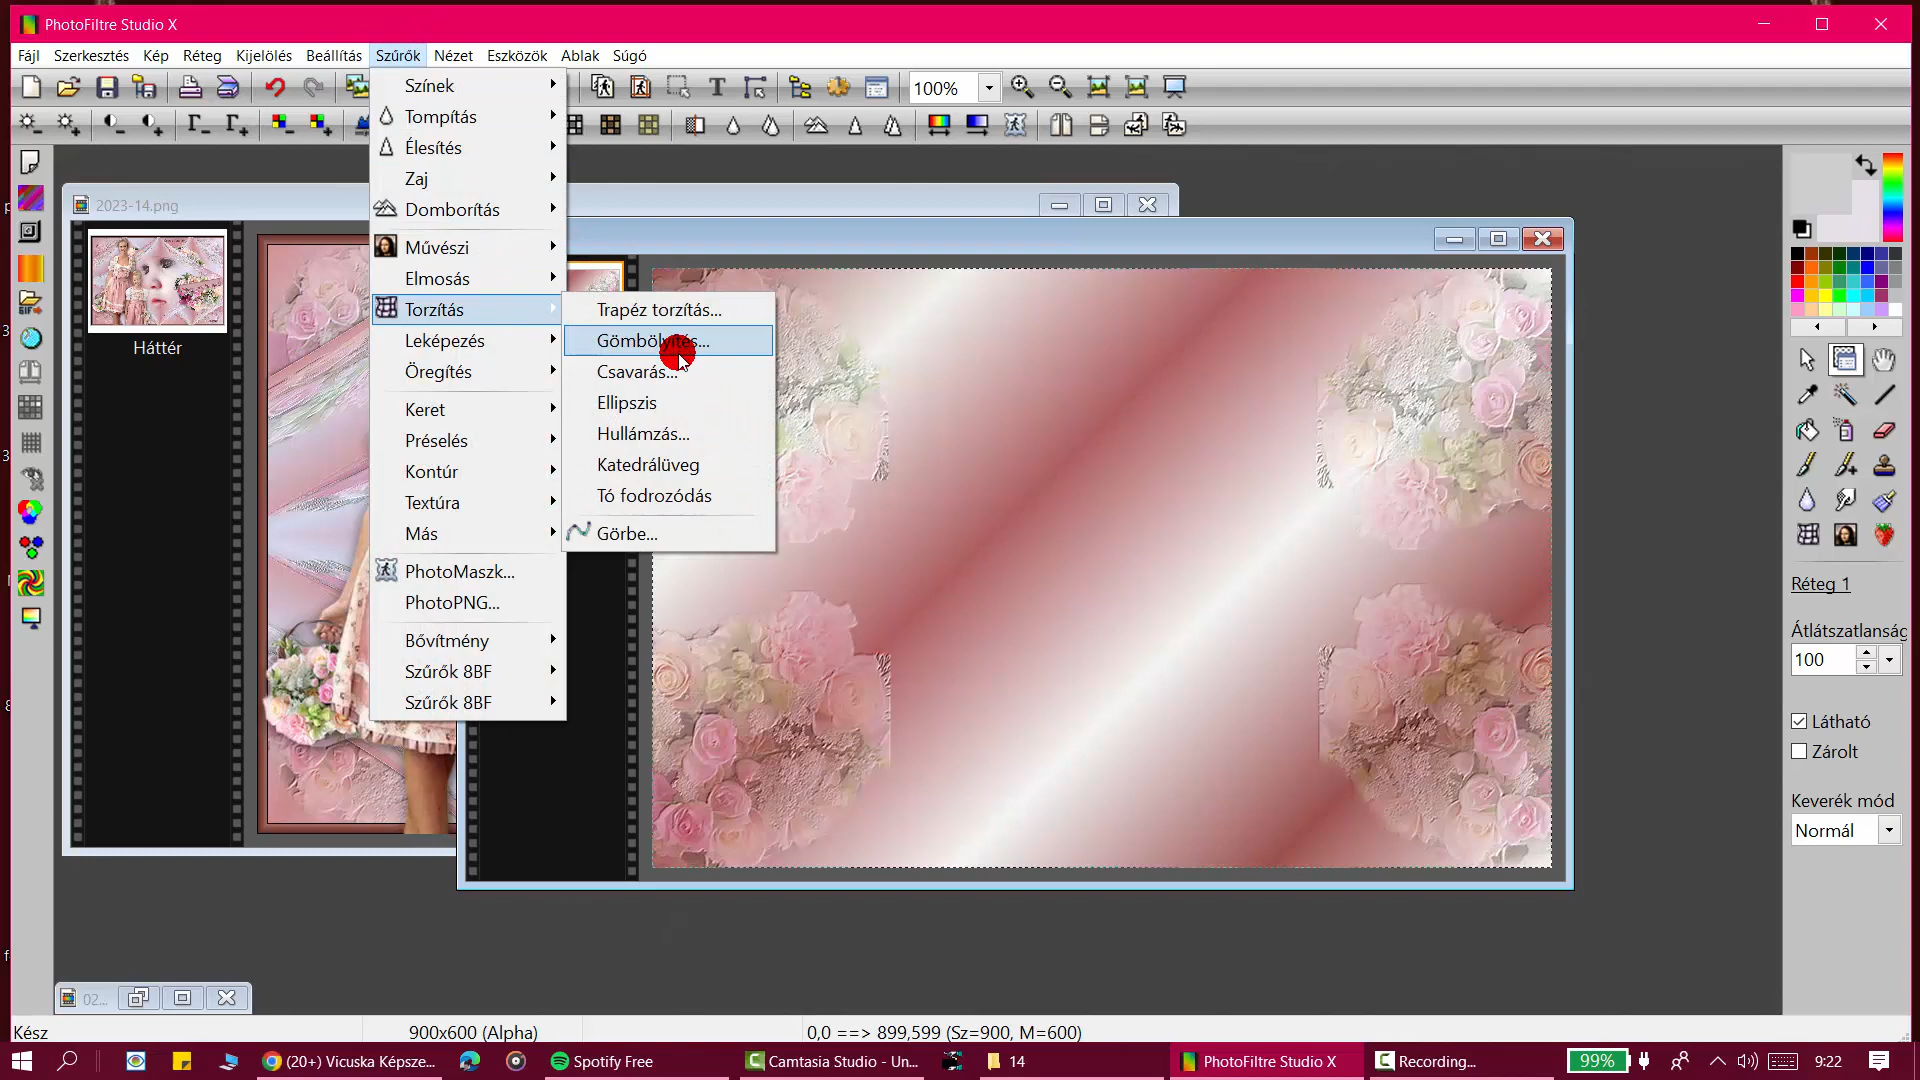 PhotoFiltre Studio X
Fájl Szerkesztés Kép Réteg Kijelölés Beállítás Szűrők Nézet Eszközök Ablak Súgó
100%
Színek
Tompítás
Élesítés
Zaj
Domborítás
Művészi
Elmosás
Torzítás
Leképezés
Öregítés
Keret
Préselés
Kontúr
Textúra
Más
PhotoMaszk...
PhotoPNG...
Bővítmény
Szűrők 8BF
Szűrők 8BF
Trapéz torzítás...
Gömbölyítés...
Csavarás...
Ellipszis
Hullámzás...
Katedrálüveg
Tó fodrozódás
Görbe...
2023-14.png
Háttér
02...
Réteg 1
Átlátszatlanság
100
Látható
Zárolt
Keverék mód
Normál
Kész
900x600 (Alpha)
0,0 ==> 899,599 (Sz=900, M=600)
(20+) Vicuska Képsze...
Spotify Free
Camtasia Studio - Un...
14
PhotoFiltre Studio X
Recording...
99%
9:22